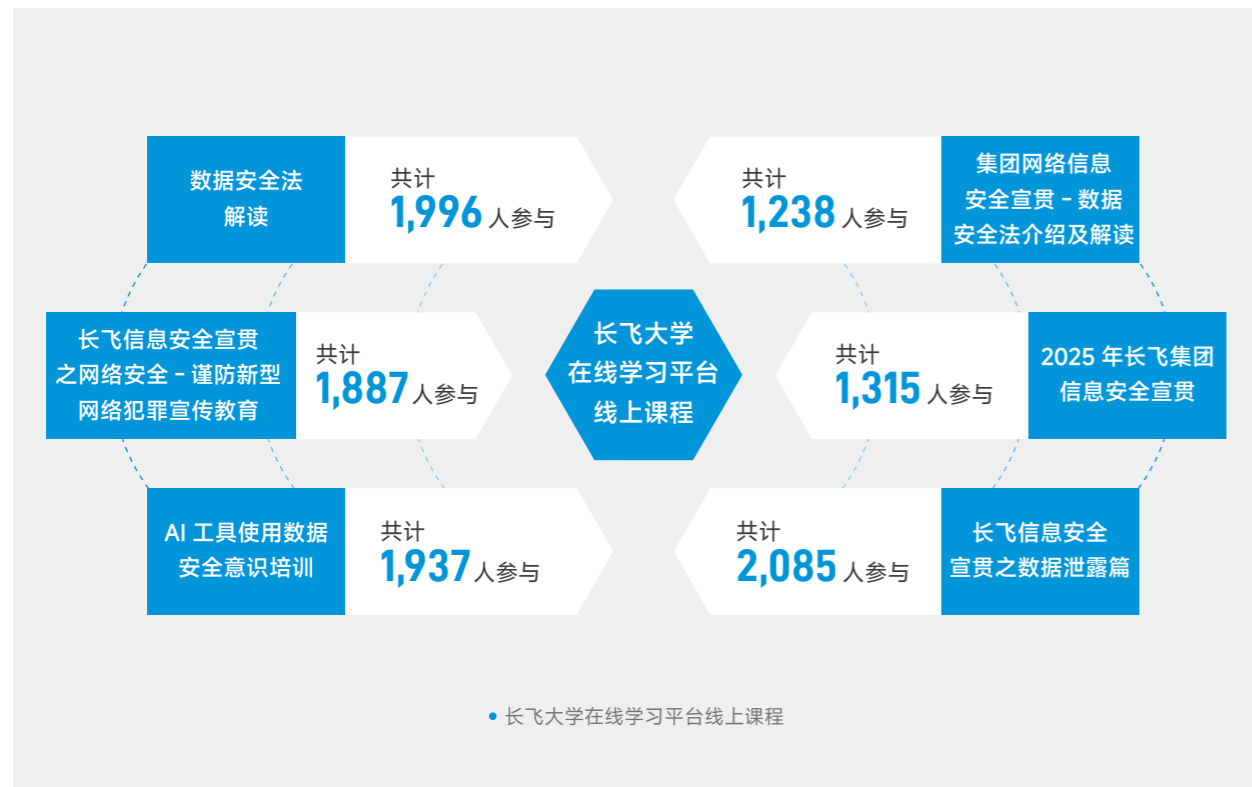 数据安全法
解读
共计
1,996 人参与
共计
1,238 人参与
集团网络信息
安全宣贯 – 数据
安全法介绍及解读
长飞信息安全宣贯
之网络安全 – 谨防新型
网络犯罪宣传教育
共计
1,887 人参与
长飞大学
在线学习平台
线上课程
共计
1,315 人参与
2025 年长飞集团
信息安全宣贯
AI 工具使用数据
安全意识培训
共计
1,937 人参与
共计
2,085 人参与
长飞信息安全
宣贯之数据泄露篇
• 长飞大学在线学习平台线上课程